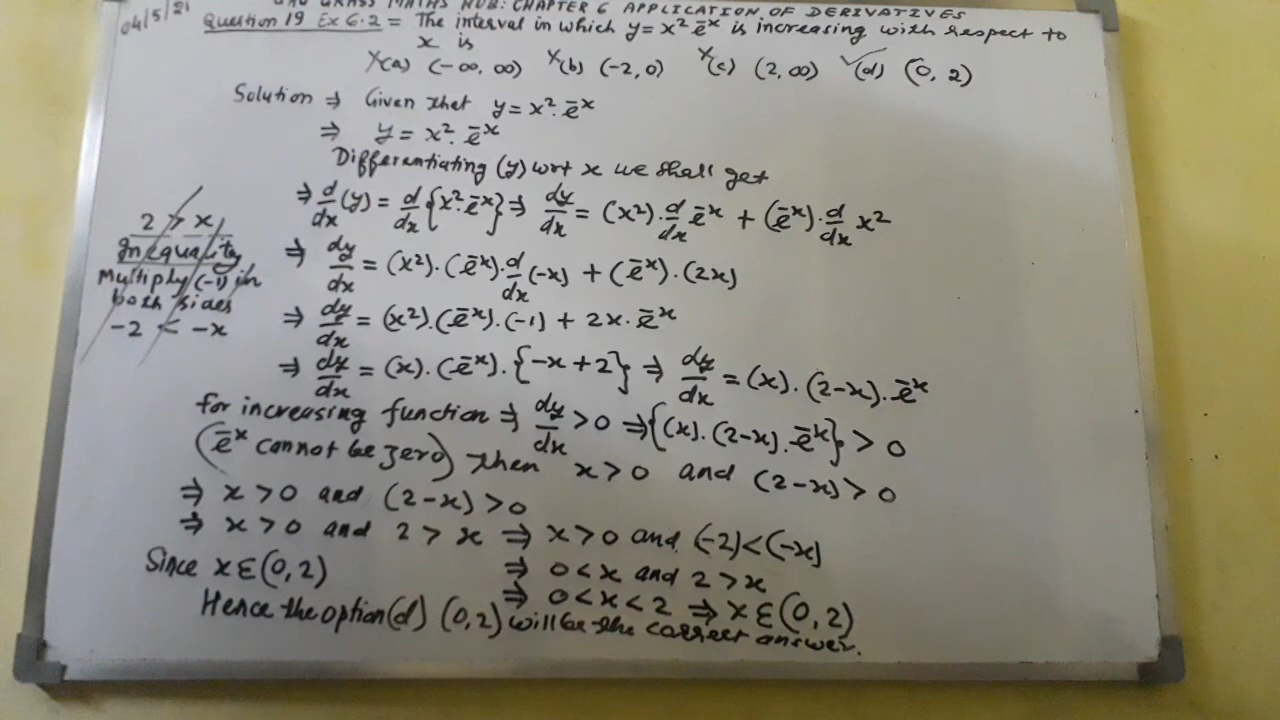 04/5/21
MATHS HUB: CHAPTER 6 APPLICATION OF DERIVATIVES
Question 19 Ex 6.2 = The interval in which y = x² e⁻ˣ is increasing with respect to
x is
X(a) (-∞, ∞) X(b) (-2, 0) X(c) (2, ∞) ✓(d) (0, 2)
Solution ⇒ Given that y = x². e⁻ˣ
⇒ y = x². e⁻ˣ
Differentiating (y) wrt x we shall get
⇒ d/dx (y) = d/dx {x². e⁻ˣ} ⇒ dy/dx = (x²). d/dx e⁻ˣ + (e⁻ˣ). d/dx x²
⇒ dy/dx = (x²). (e⁻ˣ). d/dx (-x) + (e⁻ˣ). (2x)
⇒ dy/dx = (x²). (e⁻ˣ). (-1) + 2x. e⁻ˣ
⇒ dy/dx = (x). (e⁻ˣ). {-x + 2} ⇒ dy/dx = (x). (2-x). e⁻ˣ
2 > x
Inequality
Multiply (-1) in
both sides
-2 < -x
for increasing function ⇒ dy/dx > 0 ⇒ {(x). (2-x). e⁻ˣ} > 0
(e⁻ˣ cannot be zero) then x > 0 and (2-x) > 0
⇒ x > 0 and (2-x) > 0
⇒ x > 0 and 2 > x ⇒ x > 0 and (-2) < (-x)
Since x ∈ (0, 2) ⇒ 0 < x and 2 > x
⇒ 0 < x < 2 ⇒ x ∈ (0, 2)
Hence the option (d) (0, 2) will be the correct answer.